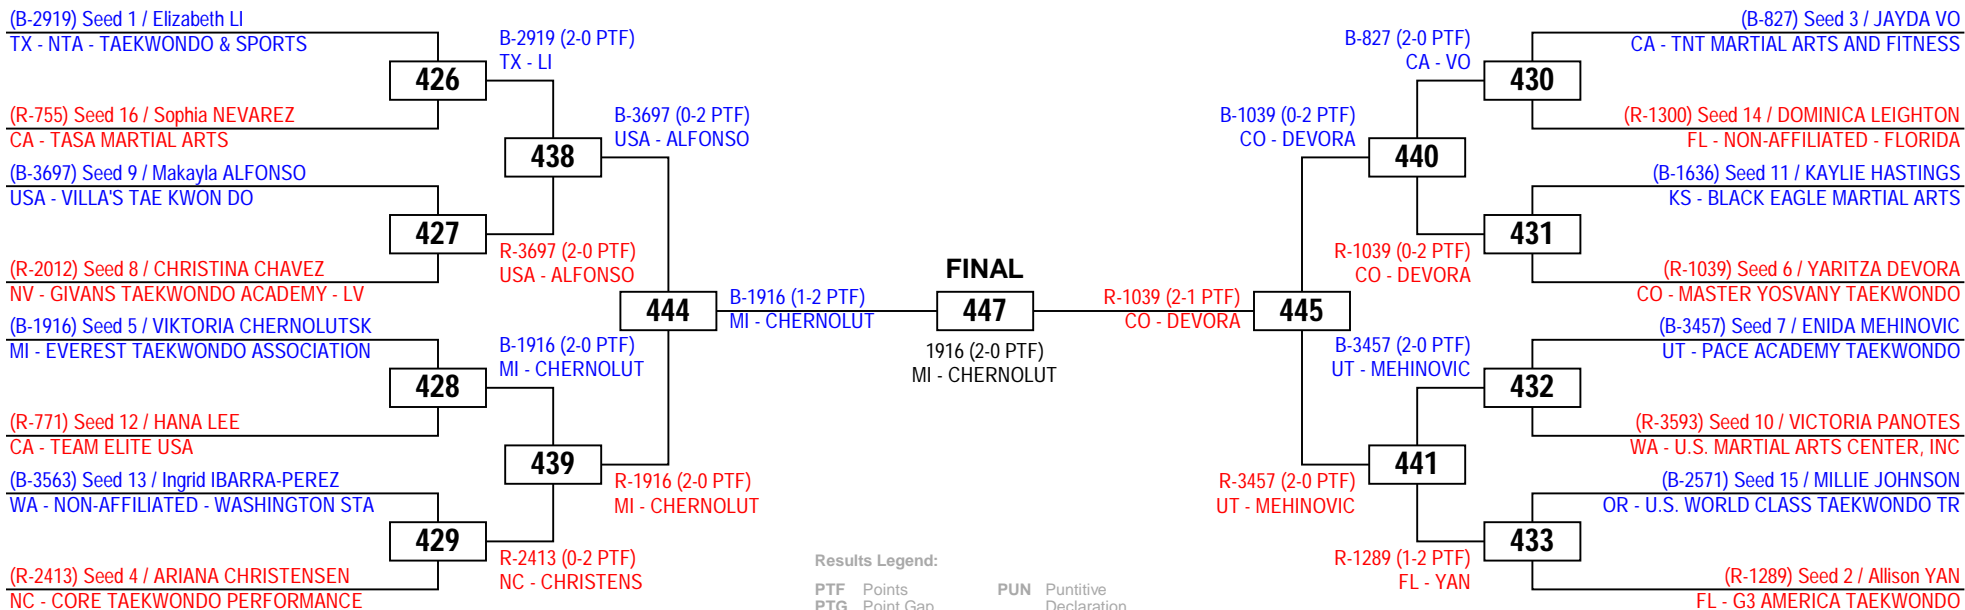 (B-2919) Seed 1 / Elizabeth LI
TX - NTA - TAEKWONDO & SPORTS
426
(R-755) Seed 16 / Sophia NEVAREZ
CA - TASA MARTIAL ARTS
(B-3697) Seed 9 / Makayla ALFONSO
USA - VILLA'S TAE KWON DO
427
(R-2012) Seed 8 / CHRISTINA CHAVEZ
NV - GIVANS TAEKWONDO ACADEMY - LV
(B-1916) Seed 5 / VIKTORIA CHERNOLUTSK
MI - EVEREST TAEKWONDO ASSOCIATION
428
(R-771) Seed 12 / HANA LEE
CA - TEAM ELITE USA
(B-3563) Seed 13 / Ingrid IBARRA-PEREZ
WA - NON-AFFILIATED - WASHINGTON STA
429
(R-2413) Seed 4 / ARIANA CHRISTENSEN
NC - CORE TAEKWONDO PERFORMANCE
B-2919 (2-0 PTF)
TX - LI
438
R-3697 (2-0 PTF)
USA - ALFONSO
B-1916 (2-0 PTF)
MI - CHERNOLUT
439
R-2413 (0-2 PTF)
NC - CHRISTENS
B-3697 (0-2 PTF)
USA - ALFONSO
444
R-1916 (2-0 PTF)
MI - CHERNOLUT
B-1916 (1-2 PTF)
MI - CHERNOLUT
FINAL
447
1916 (2-0 PTF)
MI - CHERNOLUT
R-1039 (2-1 PTF)
CO - DEVORA
B-1039 (0-2 PTF)
CO - DEVORA
445
R-3457 (2-0 PTF)
UT - MEHINOVIC
B-827 (2-0 PTF)
CA - VO
440
R-1039 (0-2 PTF)
CO - DEVORA
B-3457 (2-0 PTF)
UT - MEHINOVIC
441
R-1289 (1-2 PTF)
FL - YAN
(B-827) Seed 3 / JAYDA VO
CA - TNT MARTIAL ARTS AND FITNESS
430
(R-1300) Seed 14 / DOMINICA LEIGHTON
FL - NON-AFFILIATED - FLORIDA
(B-1636) Seed 11 / KAYLIE HASTINGS
KS - BLACK EAGLE MARTIAL ARTS
431
(R-1039) Seed 6 / YARITZA DEVORA
CO - MASTER YOSVANY TAEKWONDO
(B-3457) Seed 7 / ENIDA MEHINOVIC
UT - PACE ACADEMY TAEKWONDO
432
(R-3593) Seed 10 / VICTORIA PANOTES
WA - U.S. MARTIAL ARTS CENTER, INC
(B-2571) Seed 15 / MILLIE JOHNSON
OR - U.S. WORLD CLASS TAEKWONDO TR
433
(R-1289) Seed 2 / Allison YAN
FL - G3 AMERICA TAEKWONDO
Results Legend:
PTF Points
PTG Point Gap
PUN Puntitive
Declaration